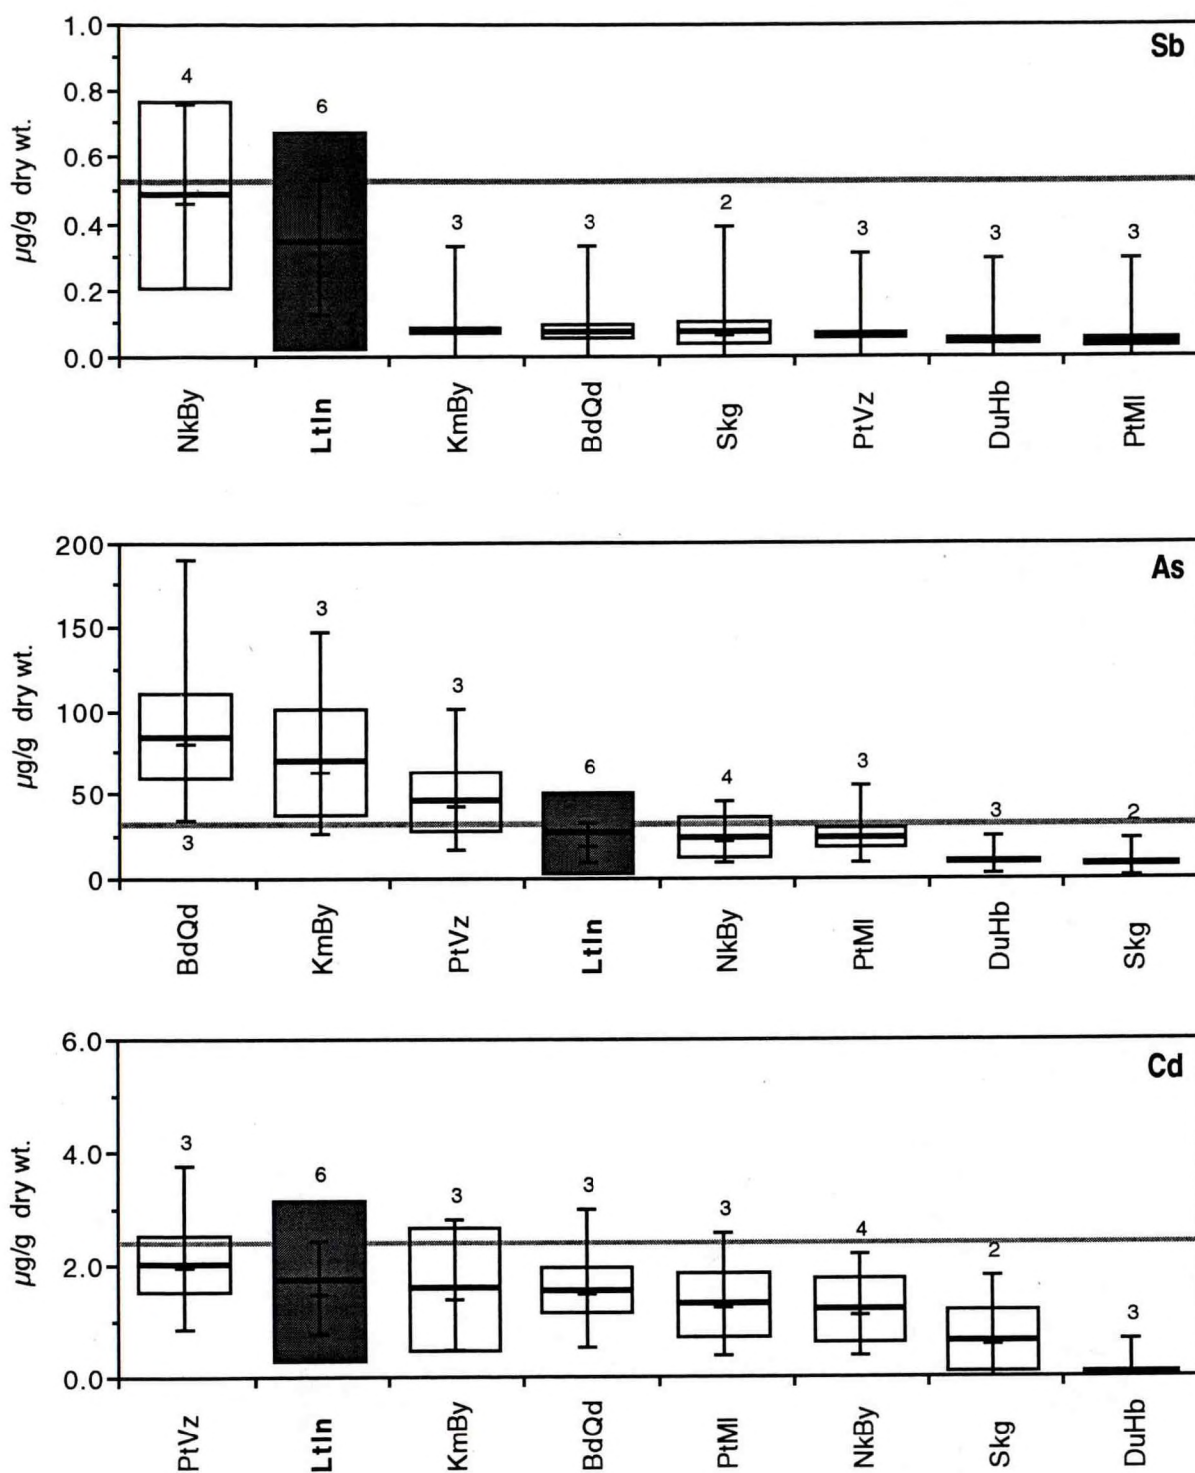 Sb
µg/g dry wt.
1.0
0.8
0.6
0.4
0.2
0.0
4 6 3 3 2 3 3 3
NkBy LtIn KmBy BdQd Skg PtVz DuHb PtMl
As
µg/g dry wt.
200
150
100
50
0
3 3 3 6 4 3 3 2
BdQd KmBy PtVz LtIn NkBy PtMl DuHb Skg
Cd
µg/g dry wt.
6.0
4.0
2.0
0.0
3 6 3 3 3 4 2 3
PtVz LtIn KmBy BdQd PtMl NkBy Skg DuHb